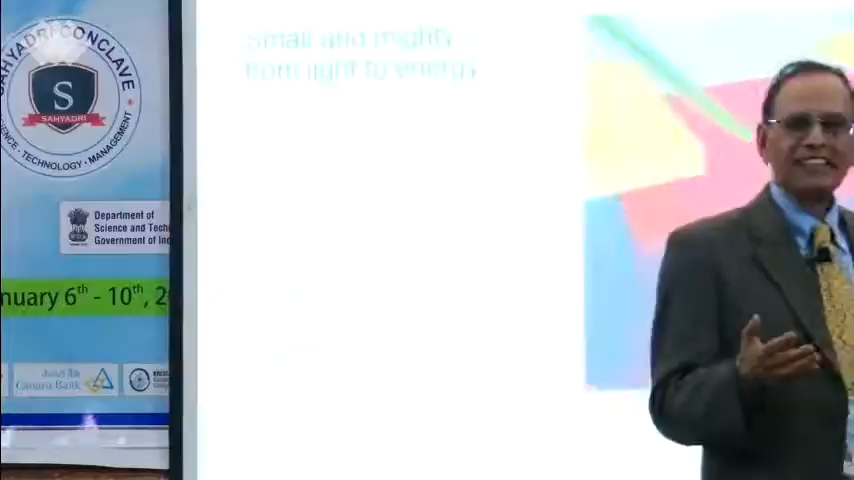 SAHYADRI CONCLAVE
S
SAHYADRI
SCIENCE, • TECHNOLOGY • MANAGEMENT •
Department of
Science and Tech
Government of Ind
nuary 6th - 10th, 2
Canara Bank
Small and mighty
from light to energy